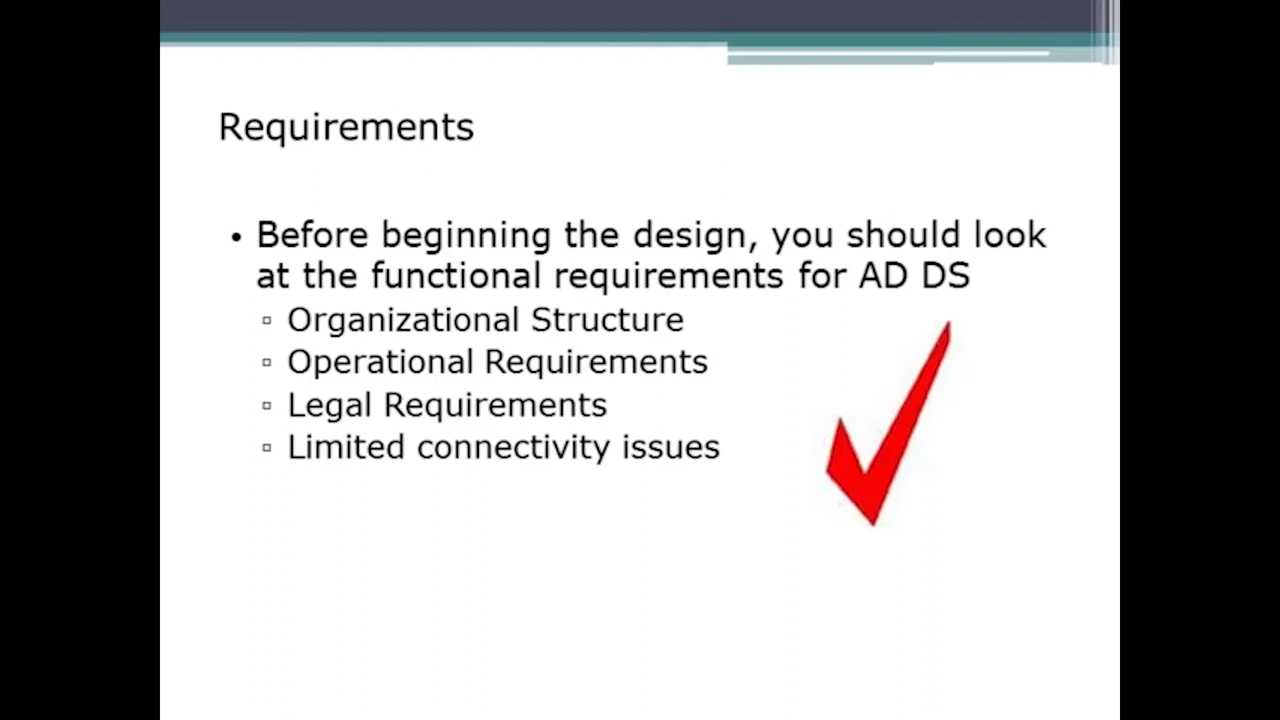 Requirements
• Before beginning the design, you should look
at the functional requirements for AD DS
▫ Organizational Structure
▫ Operational Requirements
▫ Legal Requirements
▫ Limited connectivity issues